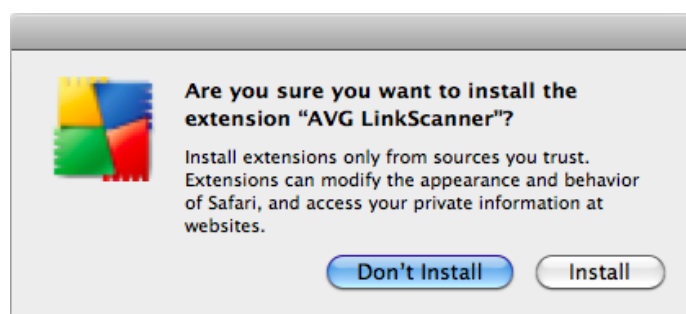 Are you sure you want to install the
extension “AVG LinkScanner"?
Install extensions only from sources you trust.
Extensions can modify the appearance and behavior
of Safari, and access your private information at
websites.
Don't Install
Install